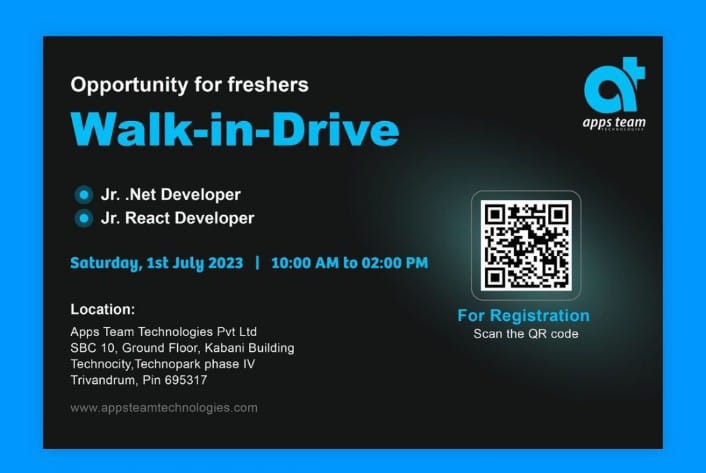 Opportunity for freshers
Walk-in-Drive
Jr. .Net Developer
Jr. React Developer
Saturday, 1st July 2023 | 10:00 AM to 02:00 PM
Location:
Apps Team Technologies Pvt Ltd
SBC 10, Ground Floor, Kabani Building
Technocity,Technopark phase IV
Trivandrum, Pin 695317
www.appsteamtechnologies.com
at
apps team
TECHNOLOGIES
For Registration
Scan the QR code